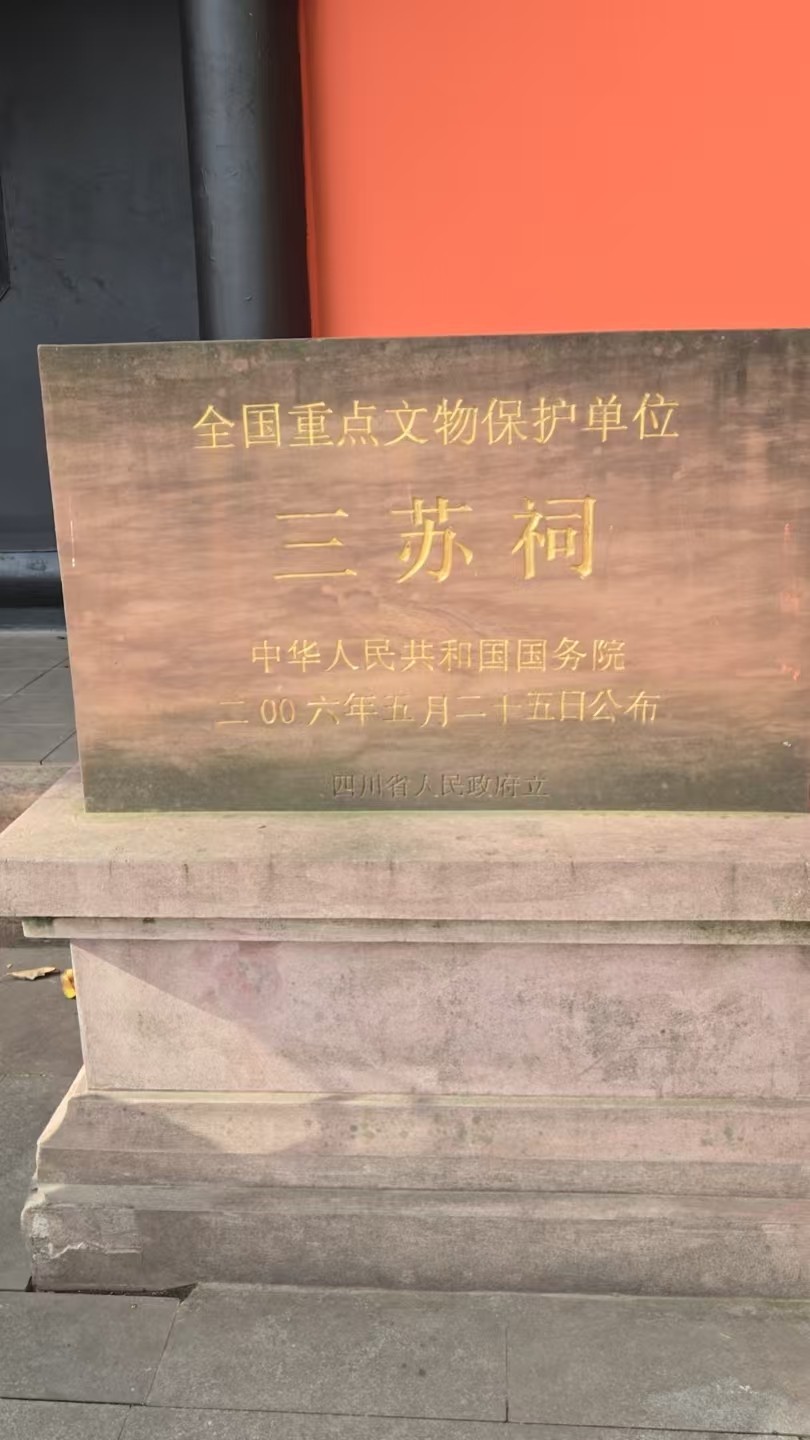 全国重点文物保护单位
三苏祠
中华人民共和国国务院
二00六年五月二十五日公布
四川省人民政府立